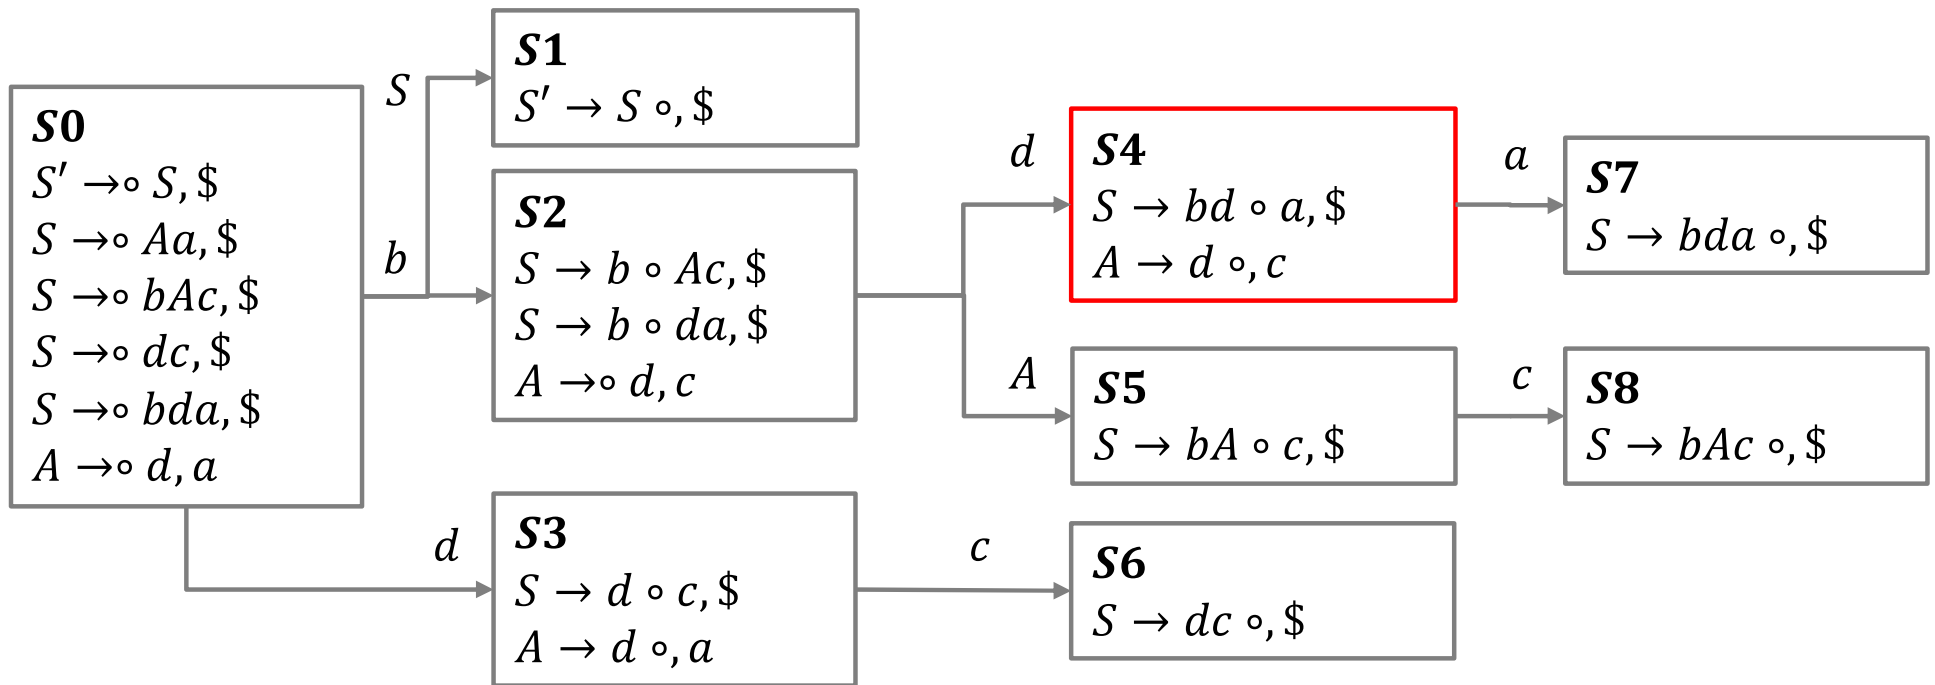 S0
S′ →∘ S, $
S →∘ Aa, $
S →∘ bAc, $
S →∘ dc, $
S →∘ bda, $
A →∘ d, a
S
b
d
S1
S′ → S ∘, $
S2
S → b ∘ Ac, $
S → b ∘ da, $
A →∘ d, c
S3
S → d ∘ c, $
A → d ∘, a
d
A
c
S4
S → bd ∘ a, $
A → d ∘, c
S5
S → bA ∘ c, $
S6
S → dc ∘, $
a
c
S7
S → bda ∘, $
S8
S → bAc ∘, $